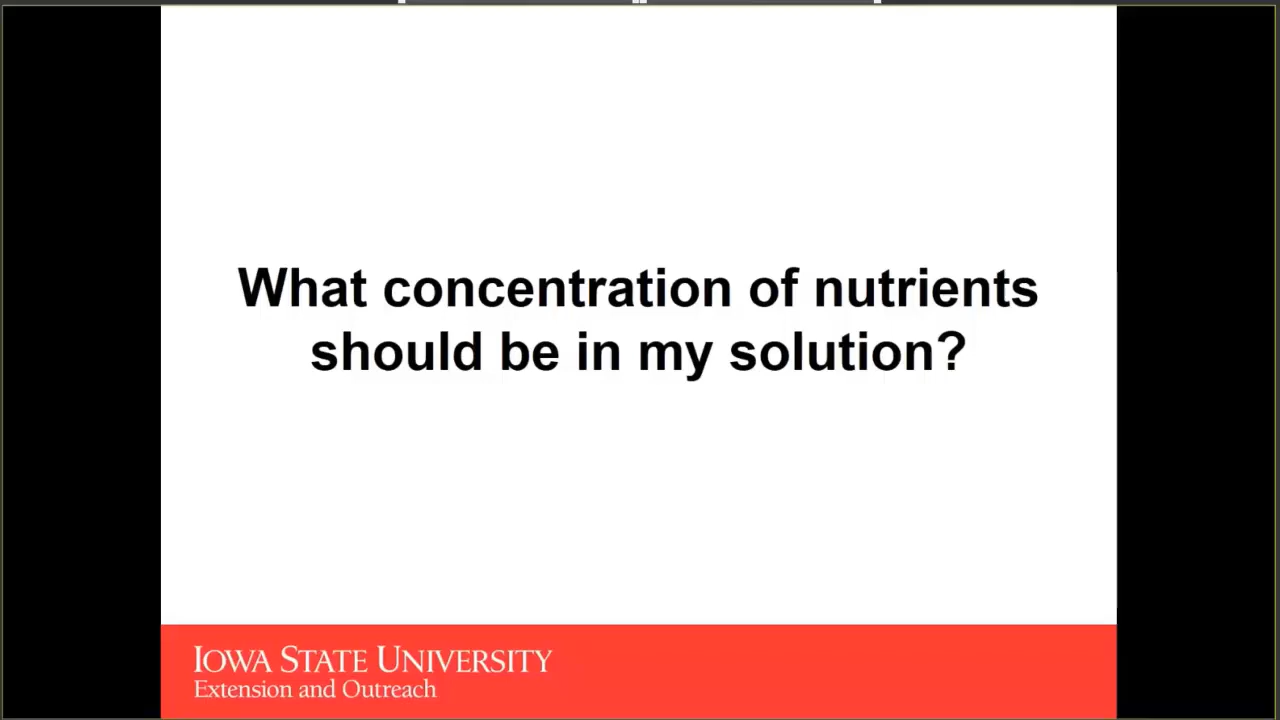 What concentration of nutrients
should be in my solution?
IOWA STATE UNIVERSITY
Extension and Outreach